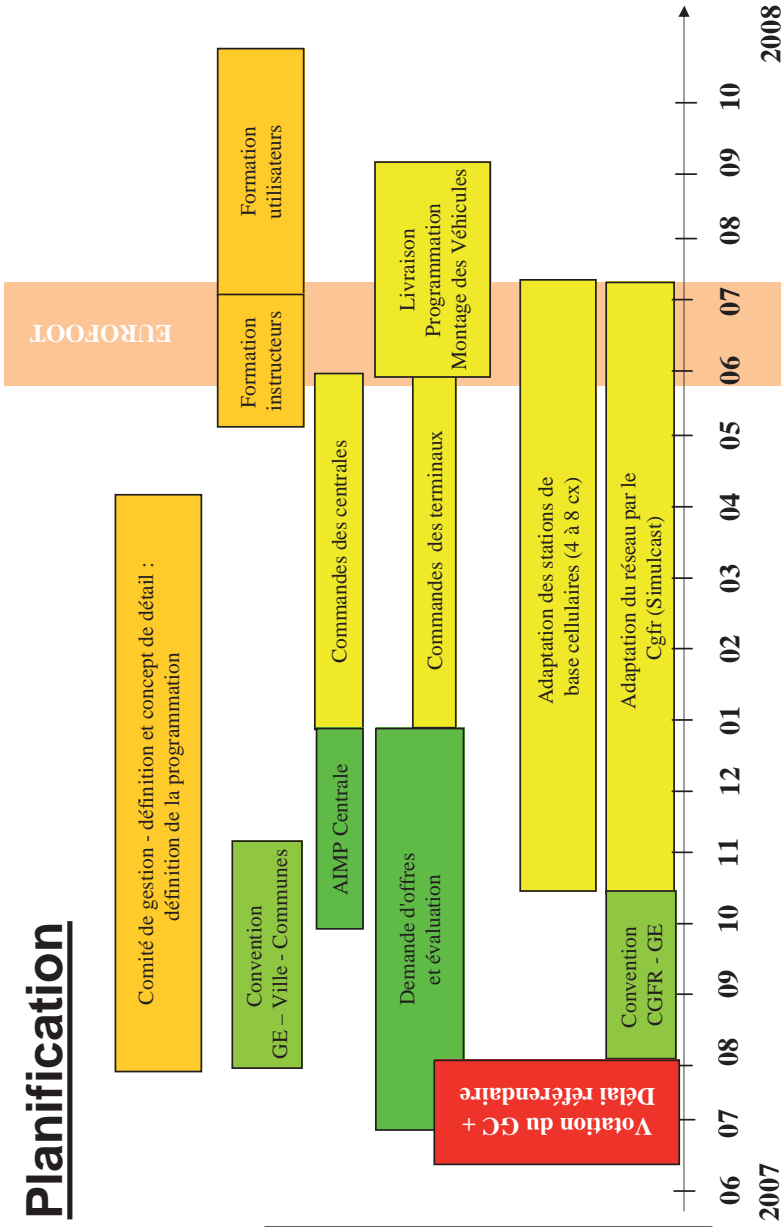 Planification
EUROFOOT
Comité de gestion - définition et concept de détail :
définition de la programmation
Convention
GE – Ville - Communes
Formation
instructeurs
Formation
utilisateurs
AIMP Centrale
Commandes des centrales
Demande d'offres
et évaluation
Commandes des terminaux
Livraison
Programmation
Montage des Véhicules
Votation du GC +
Délai référendaire
Adaptation des stations de
base cellulaires (4 à 8 cx)
Convention
CGFR - GE
Adaptation du réseau par le
Cgfr (Simulcast)
06 07 08 09 10 11 12 01 02 03 04 05 06 07 08 09 10
2007 2008